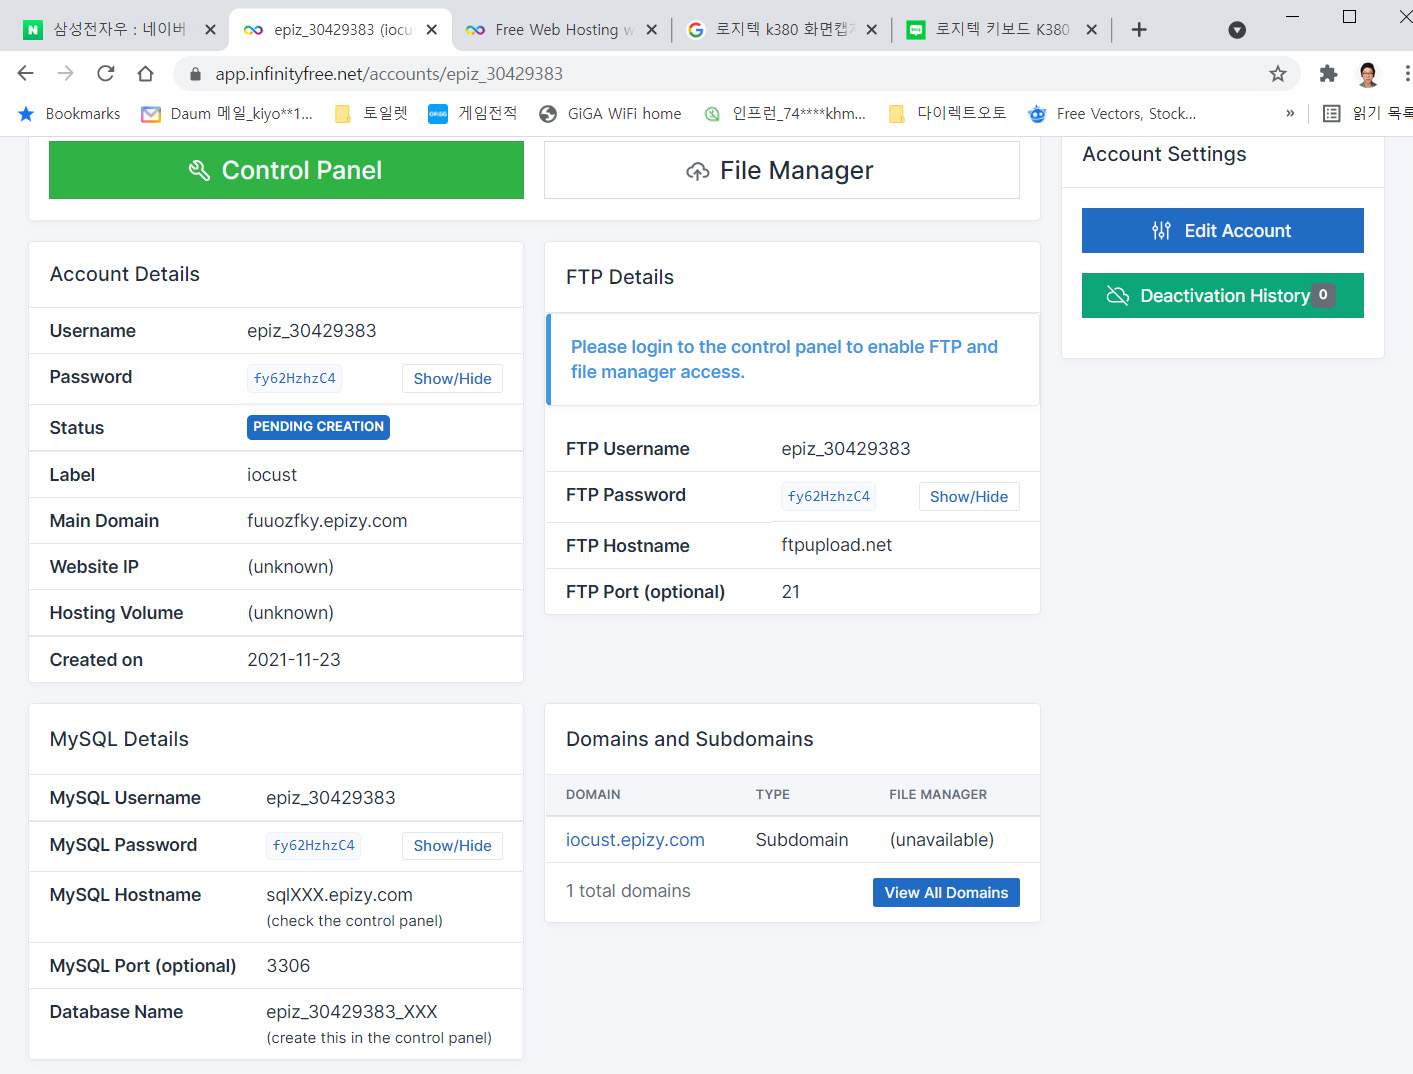 삼성전자우 : 네이버
epiz_30429383 (iocu
Free Web Hosting w
로지텍 k380 화면캡
로지텍 키보드 K380
app.infinityfree.net/accounts/epiz_30429383
Bookmarks
Daum 메일_kiyo**1...
토일렛
게임전적
GiGA WiFi home
인프런_74****khm...
다이렉트오토
Free Vectors, Stock...
»
읽기 목록
Control Panel
File Manager
Account Settings
Edit Account
Deactivation History 0
Account Details
Username epiz_30429383
Password fy62HzhzC4 Show/Hide
Status PENDING CREATION
Label iocust
Main Domain fuuozfky.epizy.com
Website IP (unknown)
Hosting Volume (unknown)
Created on 2021-11-23
FTP Details
Please login to the control panel to enable FTP and
file manager access.
FTP Username epiz_30429383
FTP Password fy62HzhzC4 Show/Hide
FTP Hostname ftpupload.net
FTP Port (optional) 21
MySQL Details
MySQL Username epiz_30429383
MySQL Password fy62HzhzC4 Show/Hide
MySQL Hostname sqlXXX.epizy.com
(check the control panel)
MySQL Port (optional) 3306
Database Name epiz_30429383_XXX
(create this in the control panel)
Domains and Subdomains
DOMAIN TYPE FILE MANAGER
iocust.epizy.com Subdomain (unavailable)
1 total domains View All Domains